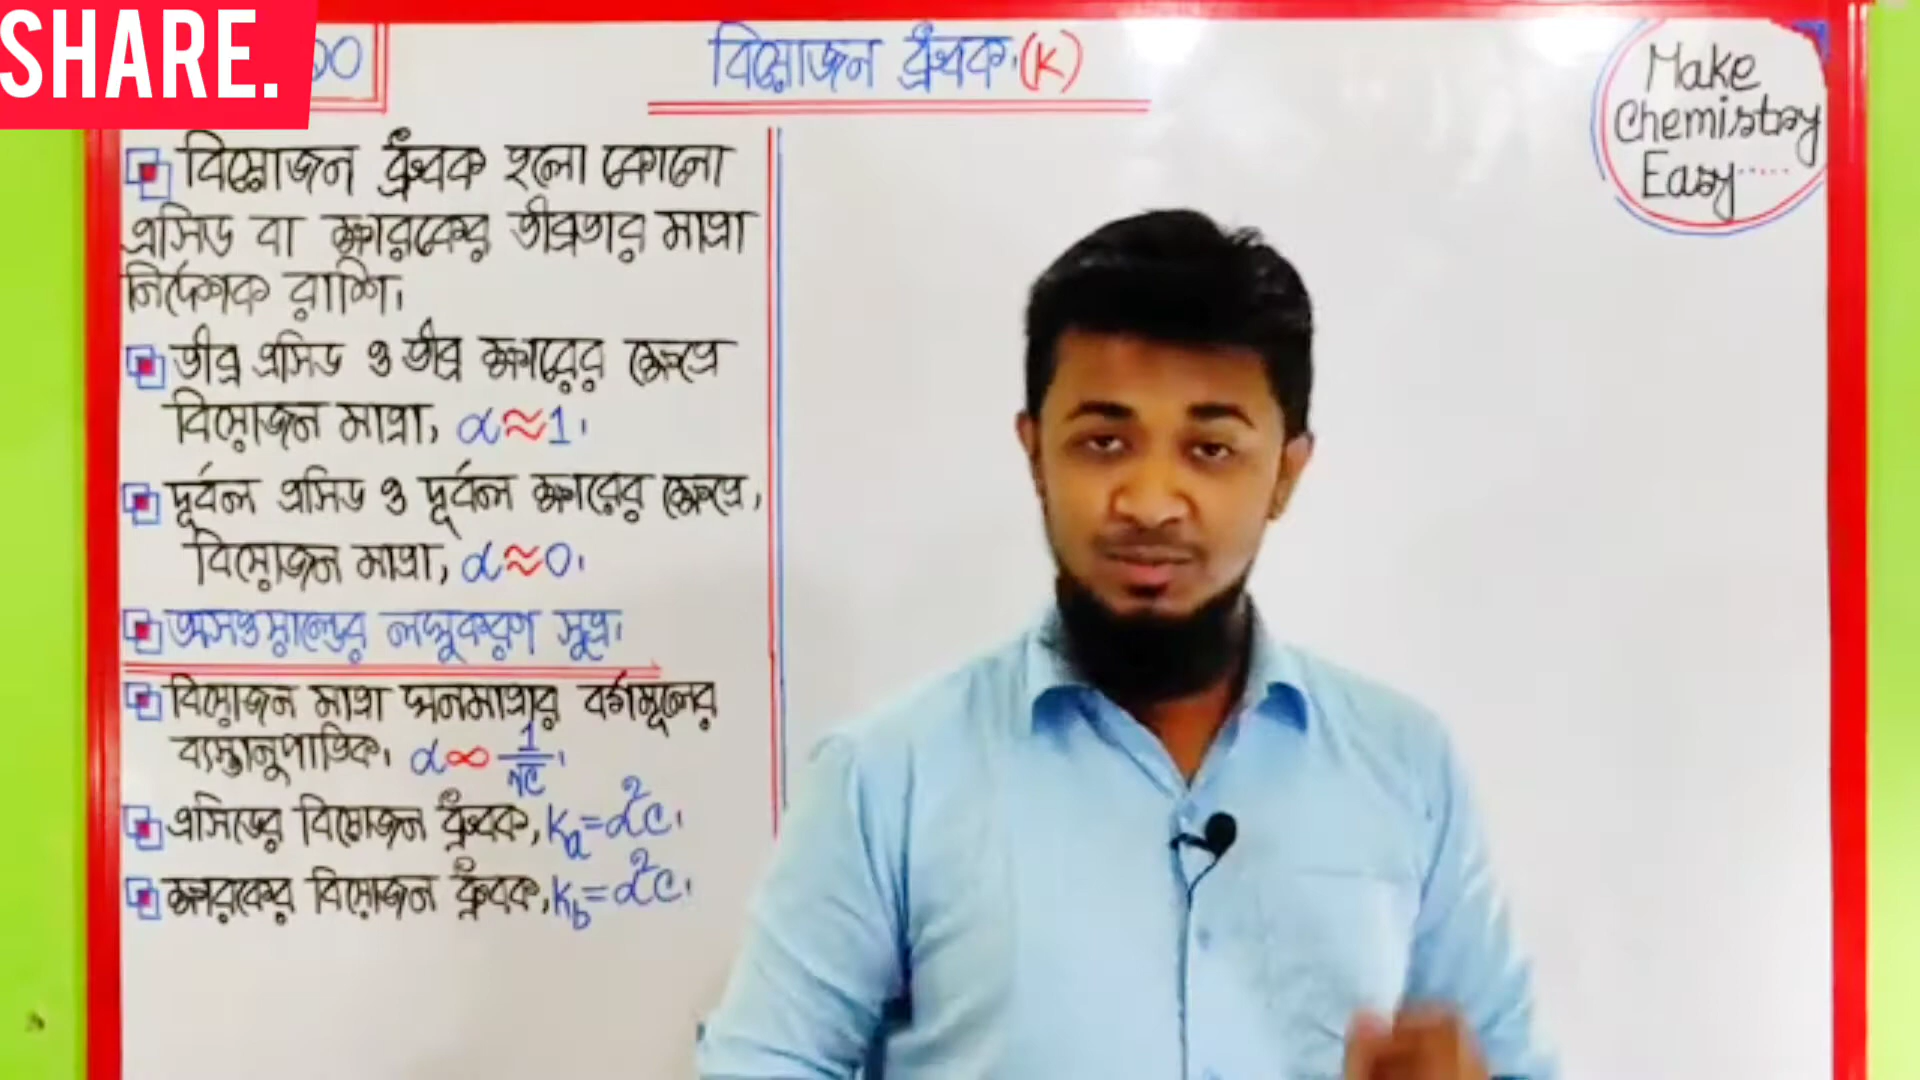 SHARE.
১০
বিয়োজন ধ্রুবক (K)
Make
Chemistry
Easy.....
বিয়োজন ধ্রুবক হলো কোনো
এসিড বা ক্ষারকের তীব্রতার মাত্রা
নির্দেশক রাশি।
তীব্র এসিড ও তীব্র ক্ষারের ক্ষেত্রে
বিয়োজন মাত্রা, α≈1।
দূর্বল এসিড ও দূর্বল ক্ষারের ক্ষেত্রে,
বিয়োজন মাত্রা, α≈0।
অসওয়াল্ডের লঘুকরণ সূত্র।
বিয়োজন মাত্রা ঘনমাত্রার বর্গমূলের
ব্যস্তানুপাতিক। α∞ 1/√C।
এসিডের বিয়োজন ধ্রুবক, Ka=α²C।
ক্ষারকের বিয়োজন ধ্রুবক, Kb=α²C।